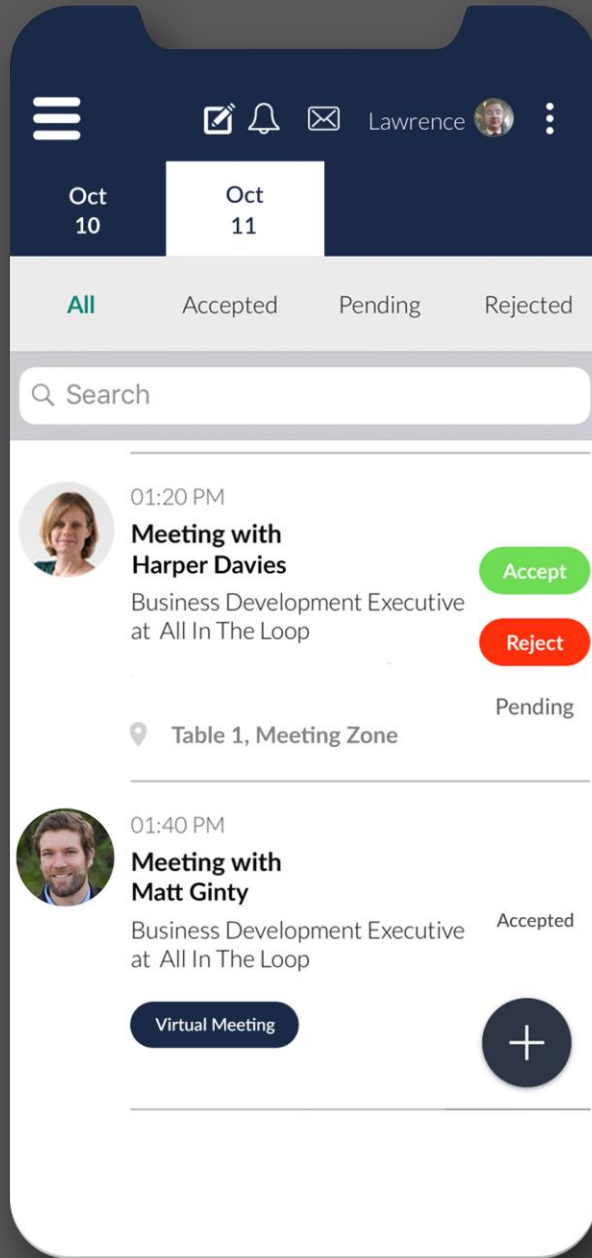 Lawrence
Oct
10
Oct
11
All
Accepted
Pending
Rejected
Search
01:20 PM
Meeting with
Harper Davies
Business Development Executive
at All In The Loop
Accept
Reject
Pending
Table 1, Meeting Zone
01:40 PM
Meeting with
Matt Ginty
Business Development Executive
at All In The Loop
Accepted
Virtual Meeting